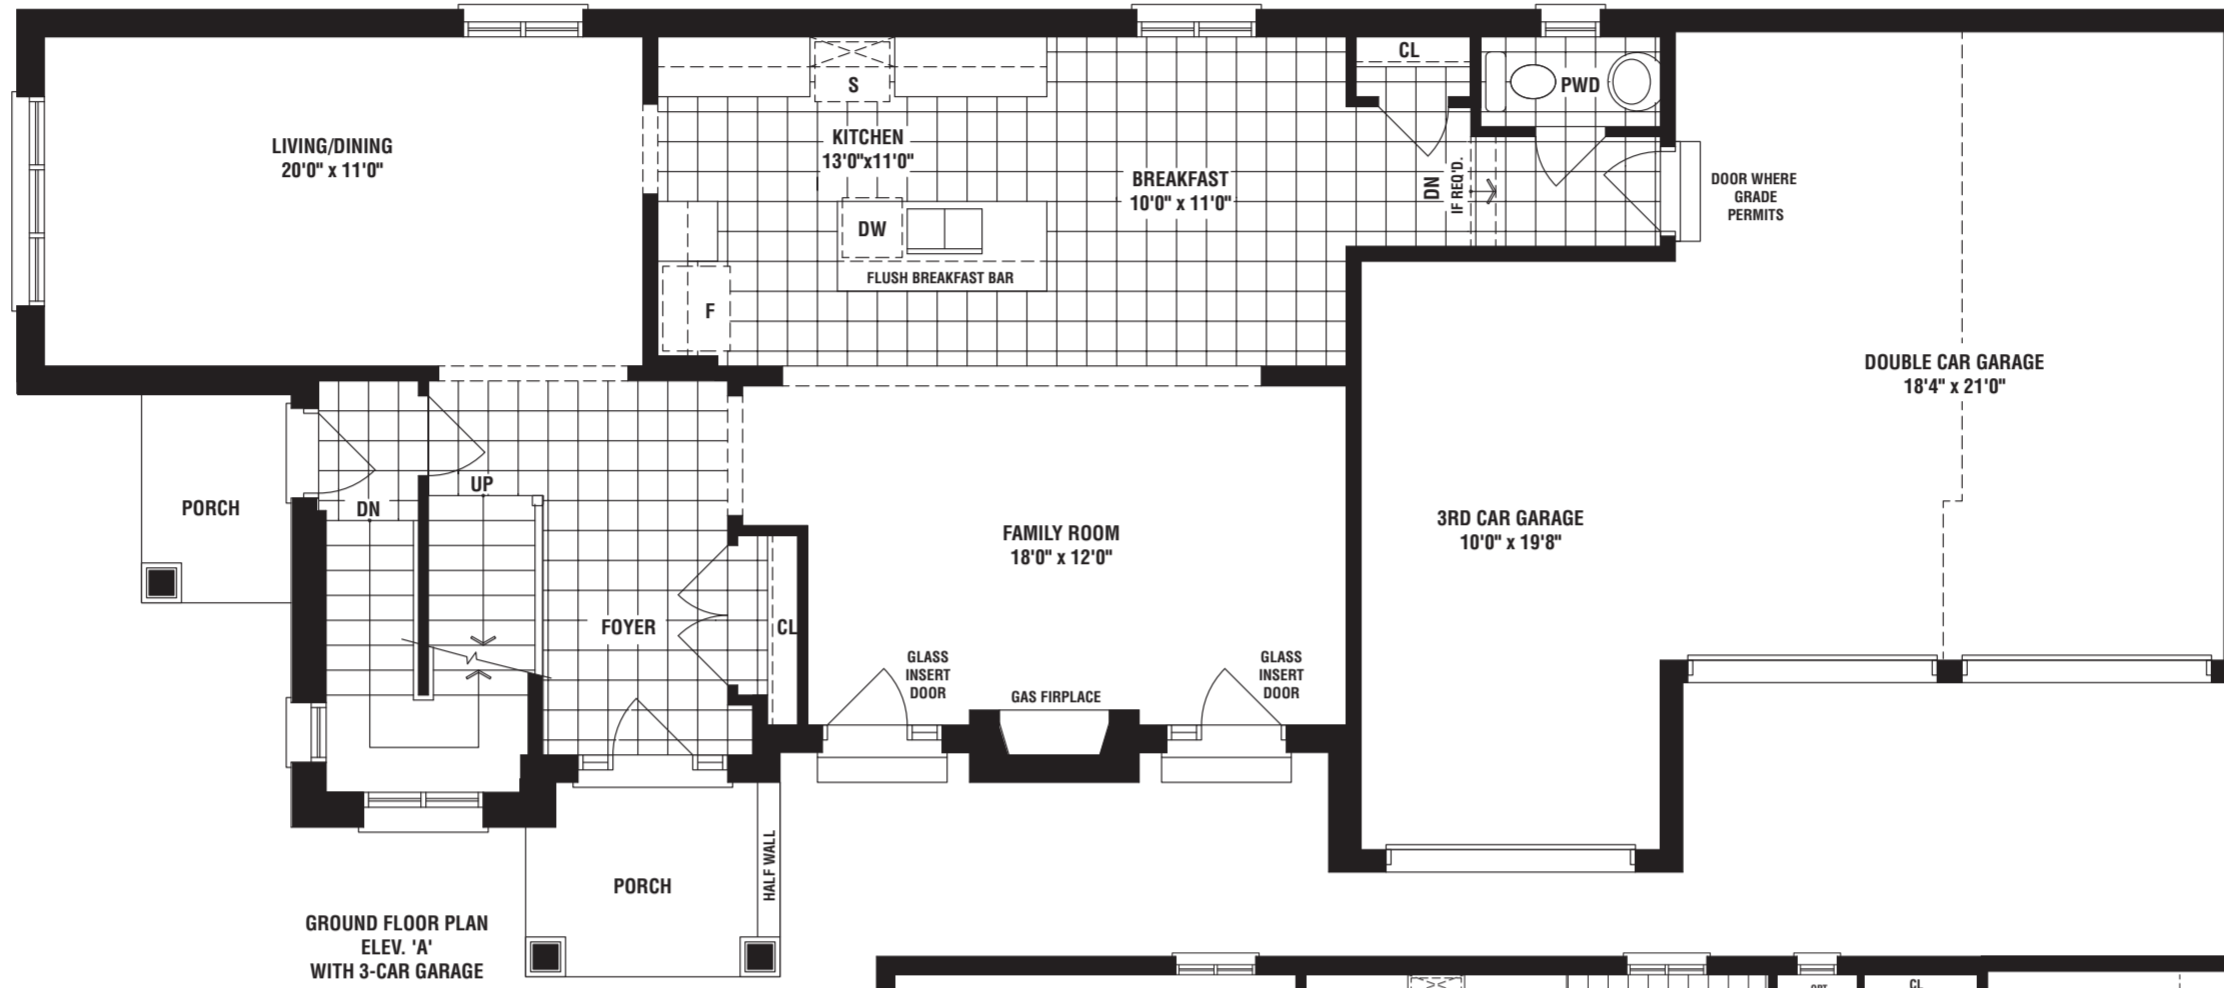 LIVING/DINING
20'0" x 11'0"
S
KITCHEN
13'0"x11'0"
DW
FLUSH BREAKFAST BAR
F
BREAKFAST
10'0" x 11'0"
CL
PWD
DN
IF REQ'D.
DOOR WHERE
GRADE
PERMITS
DOUBLE CAR GARAGE
18'4" x 21'0"
3RD CAR GARAGE
10'0" x 19'8"
PORCH
DN
UP
FOYER
CL
FAMILY ROOM
18'0" x 12'0"
GLASS
INSERT
DOOR
GAS FIRPLACE
GLASS
INSERT
DOOR
PORCH
HALF WALL
GROUND FLOOR PLAN
ELEV. 'A'
WITH 3-CAR GARAGE
CL